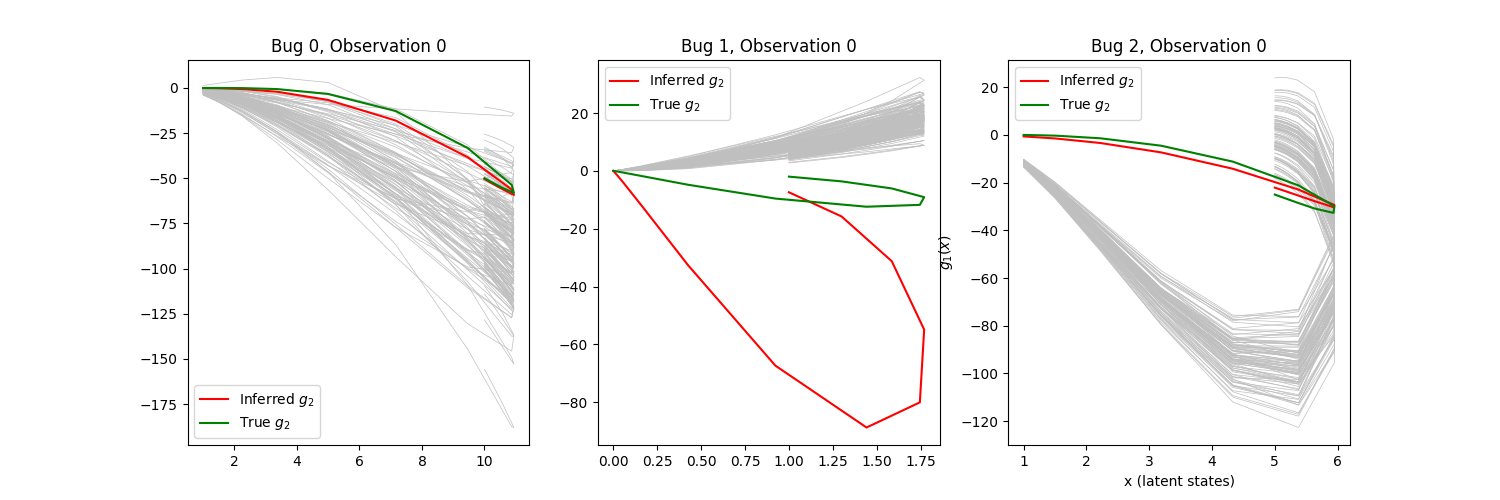 Bug 0, Observation 0
0
−25
−50
−75
−100
−125
−150
−175
2 4 6 8 10
Inferred g₂
True g₂
Bug 1, Observation 0
20
0
−20
−40
−60
−80
0.00 0.25 0.50 0.75 1.00 1.25 1.50 1.75
Inferred g₂
True g₂
Bug 2, Observation 0
g₁(x)
20
0
−20
−40
−60
−80
−100
−120
1 2 3 4 5 6
x (latent states)
Inferred g₂
True g₂